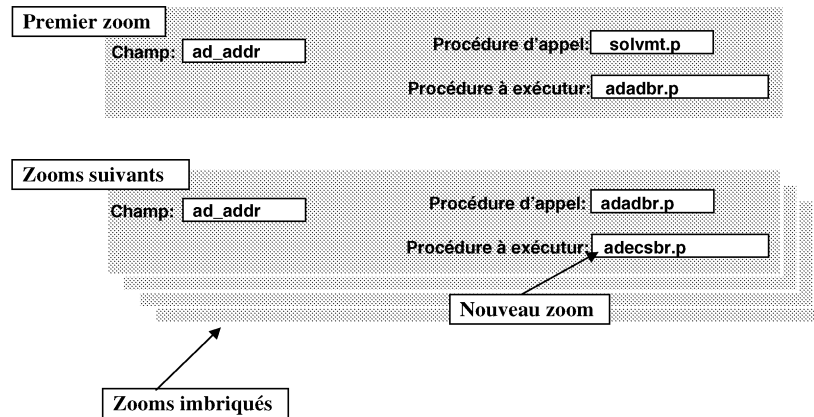 Premier zoom
Champ: ad_addr
Procédure d'appel: solvmt.p
Procédure à exécutur: adadbr.p
Zooms suivants
Champ: ad_addr
Procédure d'appel: adadbr.p
Procédure à exécutur: adecsbr.p
Nouveau zoom
Zooms imbriqués